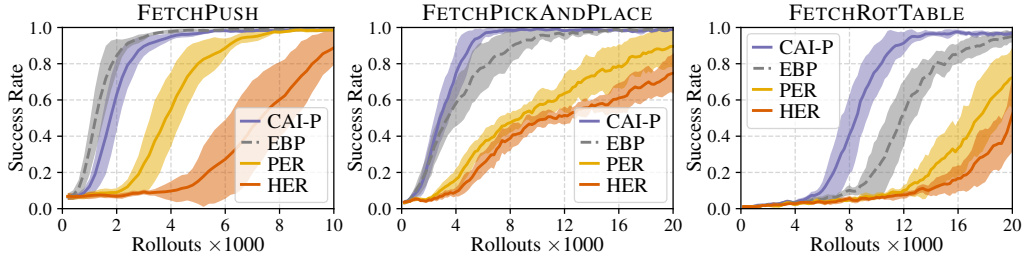 FETCHPUSH
Success Rate
1.0
0.8
0.6
0.4
0.2
0.0
CAI-P
EBP
PER
HER
0 2 4 6 8 10
Rollouts ×1000
FETCHPICKANDPLACE
Success Rate
1.0
0.8
0.6
0.4
0.2
0.0
CAI-P
EBP
PER
HER
0 4 8 12 16 20
Rollouts ×1000
FETCHROTTABLE
Success Rate
1.0
0.8
0.6
0.4
0.2
0.0
CAI-P
EBP
PER
HER
0 4 8 12 16 20
Rollouts ×1000